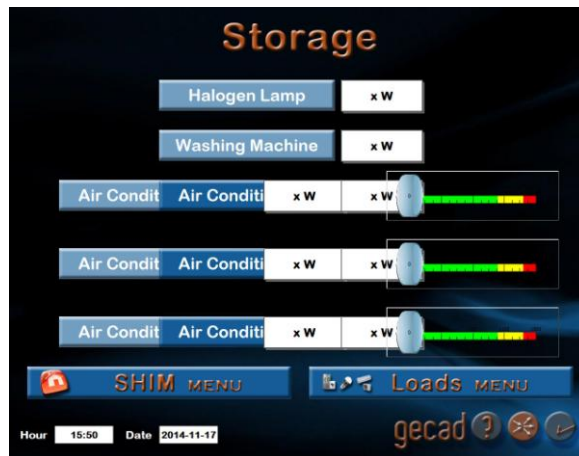 Storage
Halogen Lamp x W
Washing Machine x W
Air Condit Air Conditi x W x W
Air Condit Air Conditi x W x W
Air Condit Air Conditi x W x W
SHIM MENU Loads MENU
gecad ?
Hour 15:50 Date 2014-11-17